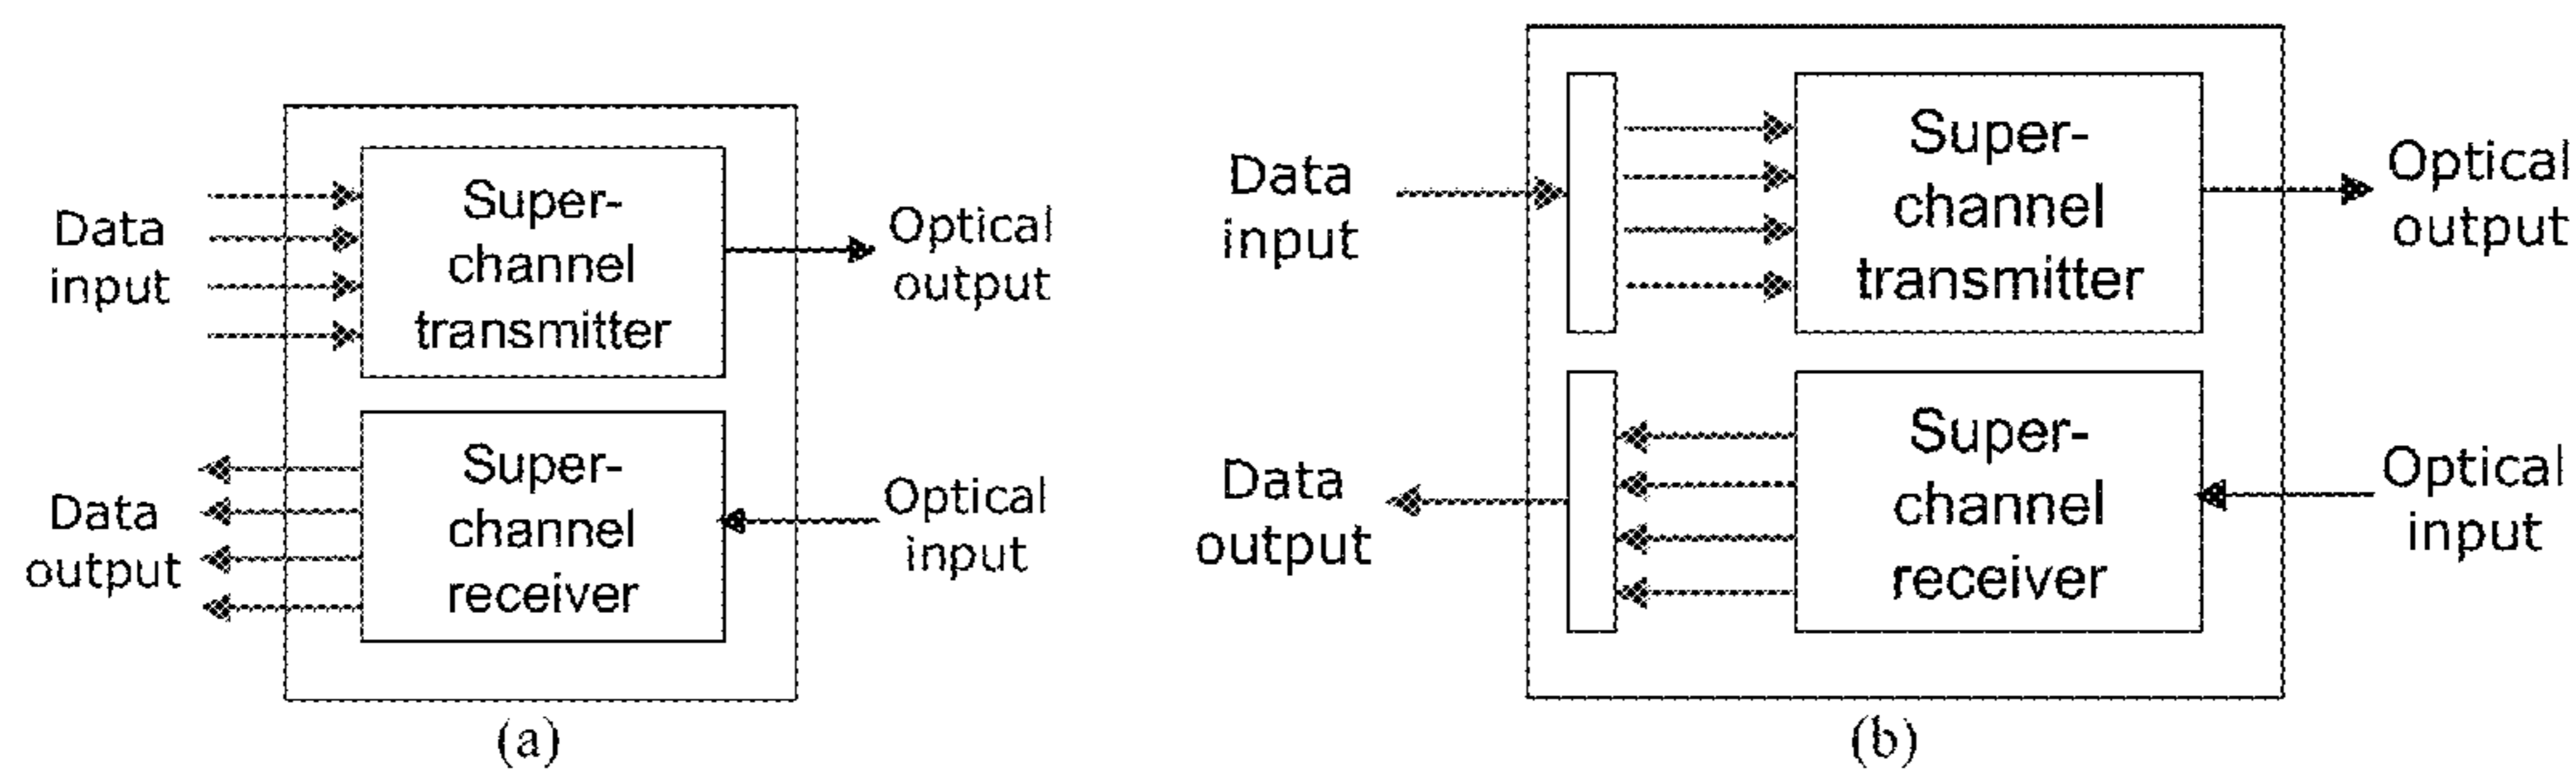 Data
input
Super-
channel
transmitter
Optical
output
Data
output
Super-
channel
receiver
Optical
input
(a)
Data
input
Super-
channel
transmitter
Optical
output
Data
output
Super-
channel
receiver
Optical
input
(b)